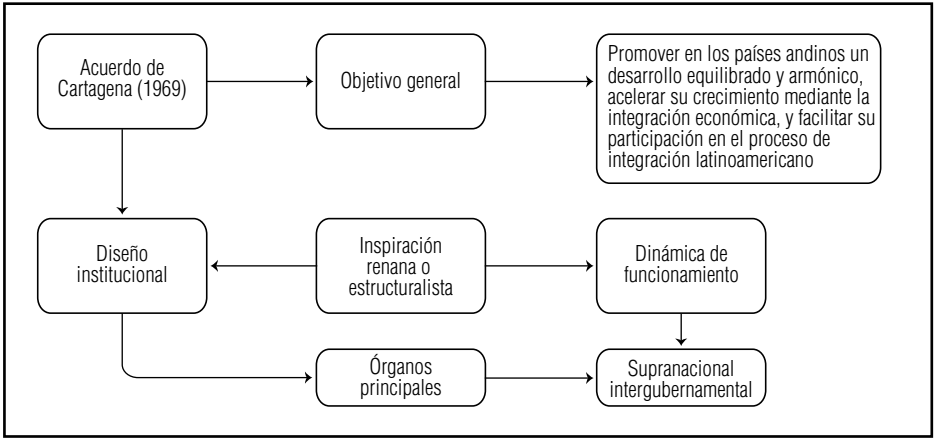 Acuerdo de
Cartagena (1969)
Objetivo general
Promover en los países andinos un
desarrollo equilibrado y armónico,
acelerar su crecimiento mediante la
integración económica, y facilitar su
participación en el proceso de
integración latinoamericano
Diseño
institucional
Inspiración
renana o
estructuralista
Dinámica de
funcionamiento
Órganos
principales
Supranacional
intergubernamental